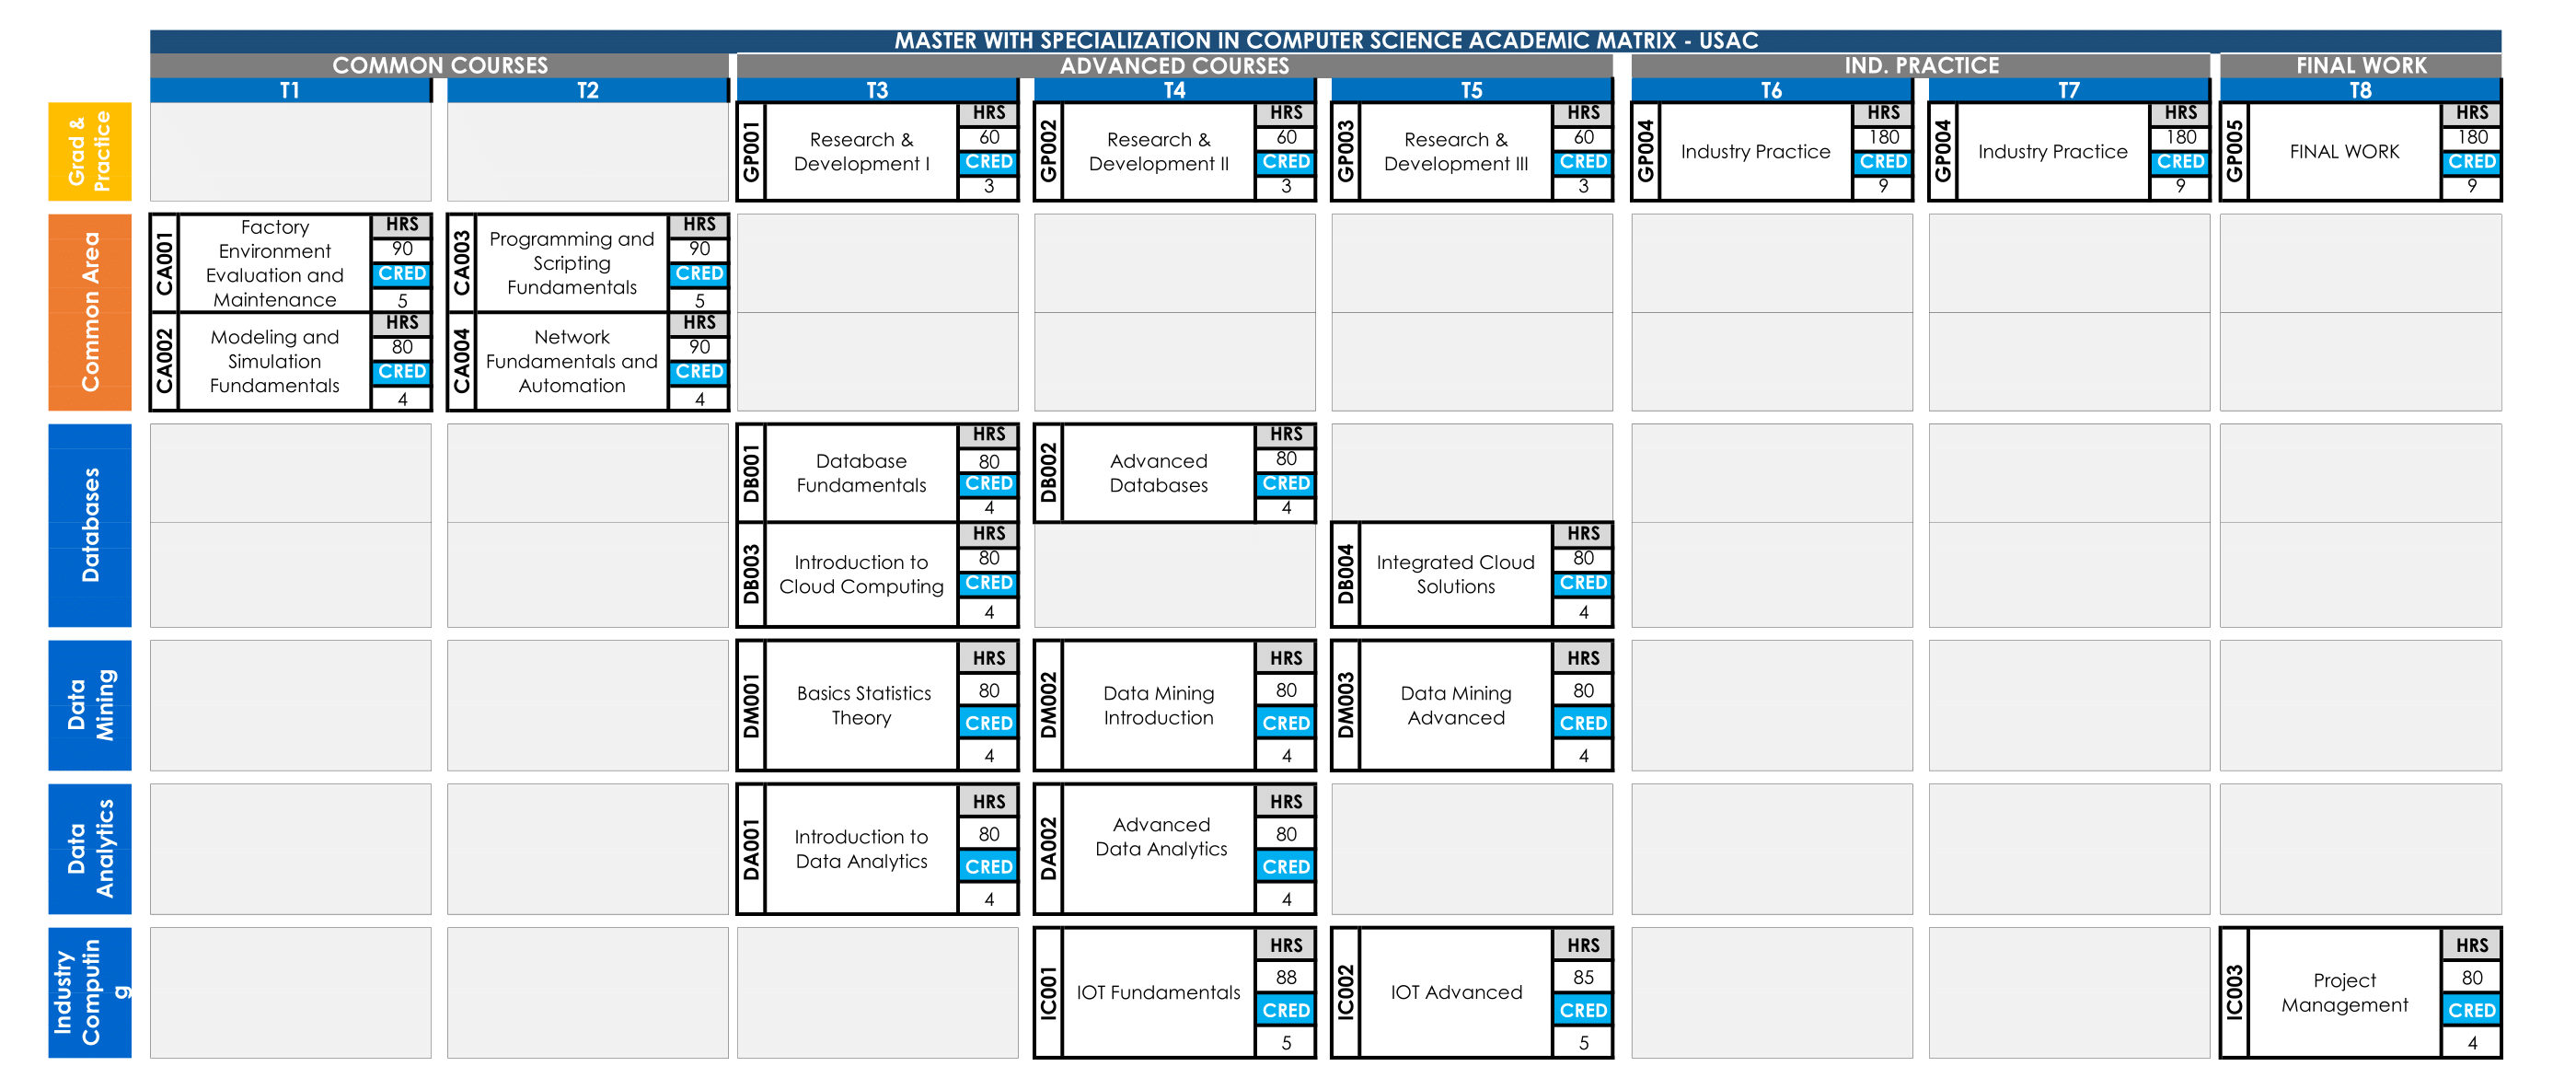 MASTER WITH SPECIALIZATION IN COMPUTER SCIENCE ACADEMIC MATRIX - USAC
COMMON COURSES
ADVANCED COURSES
IND. PRACTICE
FINAL WORK
T1
T2
T3
T4
T5
T6
T7
T8
Grad &
Practice
GP001
Research &
Development I
HRS
60
CRED
3
GP002
Research &
Development II
HRS
60
CRED
3
GP003
Research &
Development III
HRS
60
CRED
3
GP004
Industry Practice
HRS
180
CRED
9
GP004
Industry Practice
HRS
180
CRED
9
GP005
FINAL WORK
HRS
180
CRED
9
Common Area
CA001
Factory
Environment
Evaluation and
Maintenance
HRS
90
CRED
5
CA003
Programming and
Scripting
Fundamentals
HRS
90
CRED
5
CA002
Modeling and
Simulation
Fundamentals
HRS
80
CRED
4
CA004
Network
Fundamentals and
Automation
HRS
90
CRED
4
Databases
DB001
Database
Fundamentals
HRS
80
CRED
4
DB002
Advanced
Databases
HRS
80
CRED
4
DB003
Introduction to
Cloud Computing
HRS
80
CRED
4
DB004
Integrated Cloud
Solutions
HRS
80
CRED
4
Data
Mining
DM001
Basics Statistics
Theory
HRS
80
CRED
4
DM002
Data Mining
Introduction
HRS
80
CRED
4
DM003
Data Mining
Advanced
HRS
80
CRED
4
Data
Analytics
DA001
Introduction to
Data Analytics
HRS
80
CRED
4
DA002
Advanced
Data Analytics
HRS
80
CRED
4
Industry
Computin
g
IC001
IOT Fundamentals
HRS
88
CRED
5
IC002
IOT Advanced
HRS
85
CRED
5
IC003
Project
Management
HRS
80
CRED
4